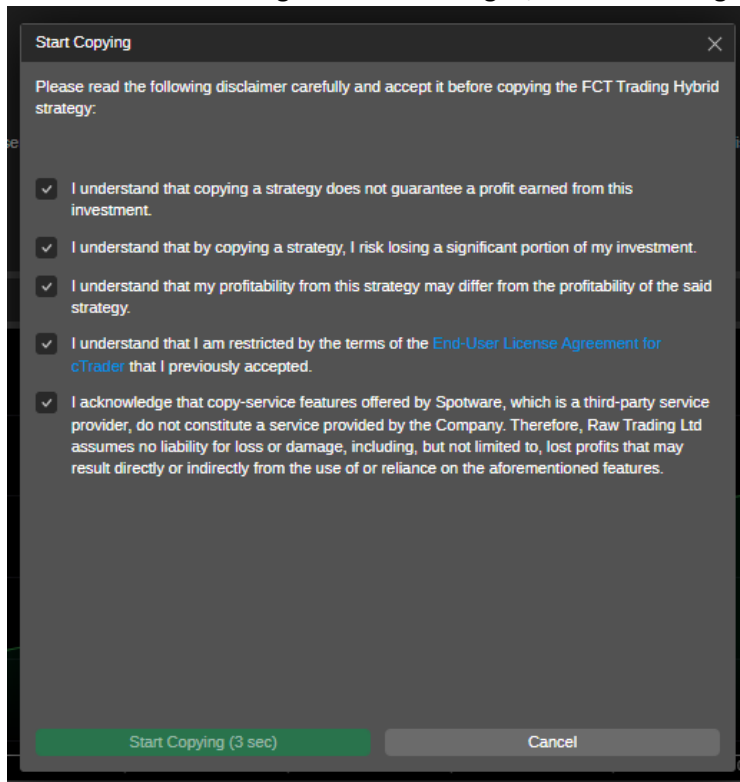 Start Copying
Please read the following disclaimer carefully and accept it before copying the FCT Trading Hybrid
strategy:
I understand that copying a strategy does not guarantee a profit earned from this
investment.
I understand that by copying a strategy, I risk losing a significant portion of my investment.
I understand that my profitability from this strategy may differ from the profitability of the said
strategy.
I understand that I am restricted by the terms of the End-User License Agreement for
cTrader that I previously accepted.
I acknowledge that copy-service features offered by Spotware, which is a third-party service
provider, do not constitute a service provided by the Company. Therefore, Raw Trading Ltd
assumes no liability for loss or damage, including, but not limited to, lost profits that may
result directly or indirectly from the use of or reliance on the aforementioned features.
Start Copying (3 sec)
Cancel